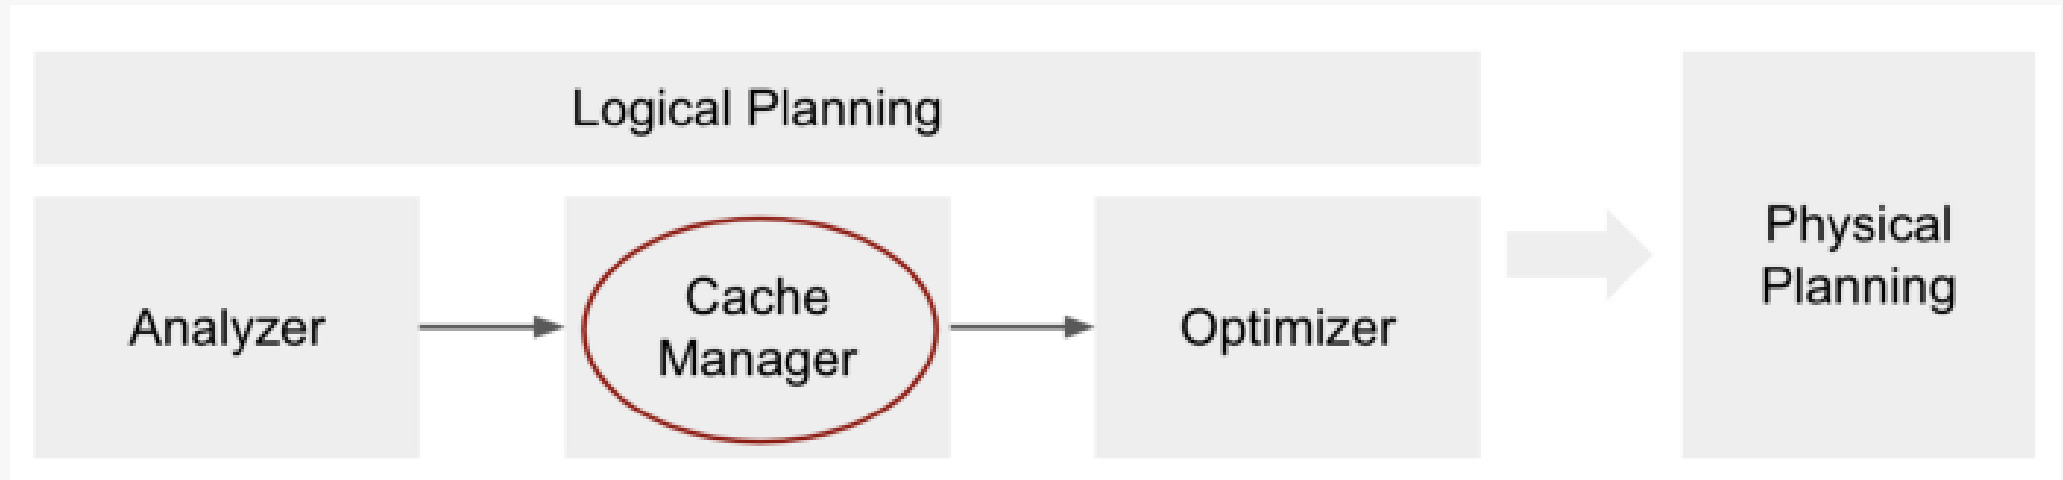 Logical Planning
Analyzer
Cache
Manager
Optimizer
Physical
Planning